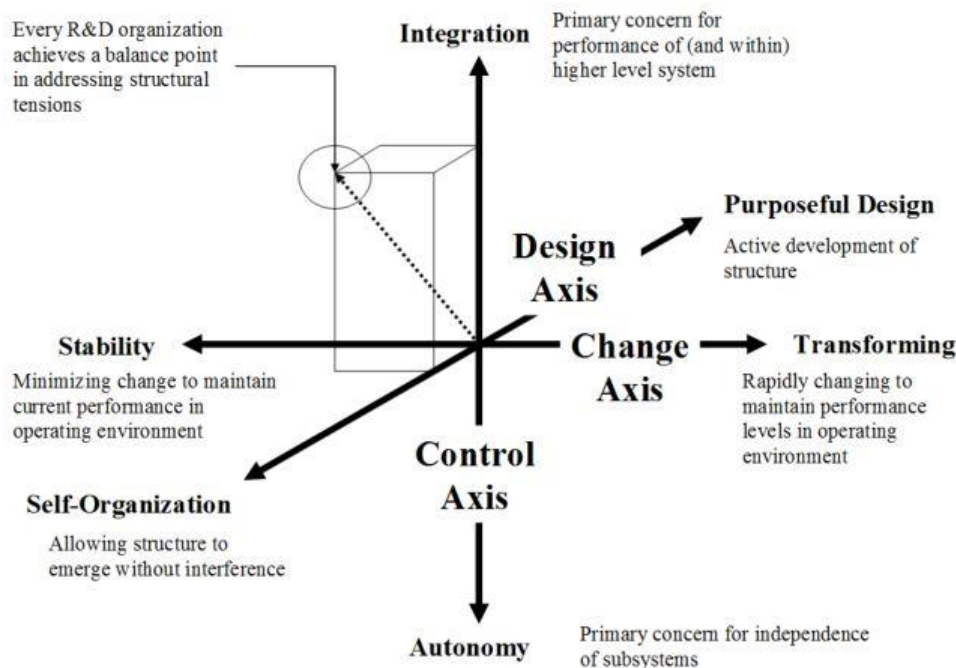 Every R&D organization
achieves a balance point
in addressing structural
tensions
Integration
Primary concern for
performance of (and within)
higher level system
Purposeful Design
Active development of
structure
Design
Axis
Stability
Minimizing change to maintain
current performance in
operating environment
Change
Axis
Transforming
Rapidly changing to
maintain performance
levels in operating
environment
Control
Axis
Self-Organization
Allowing structure to
emerge without interference
Autonomy
Primary concern for independence
of subsystems